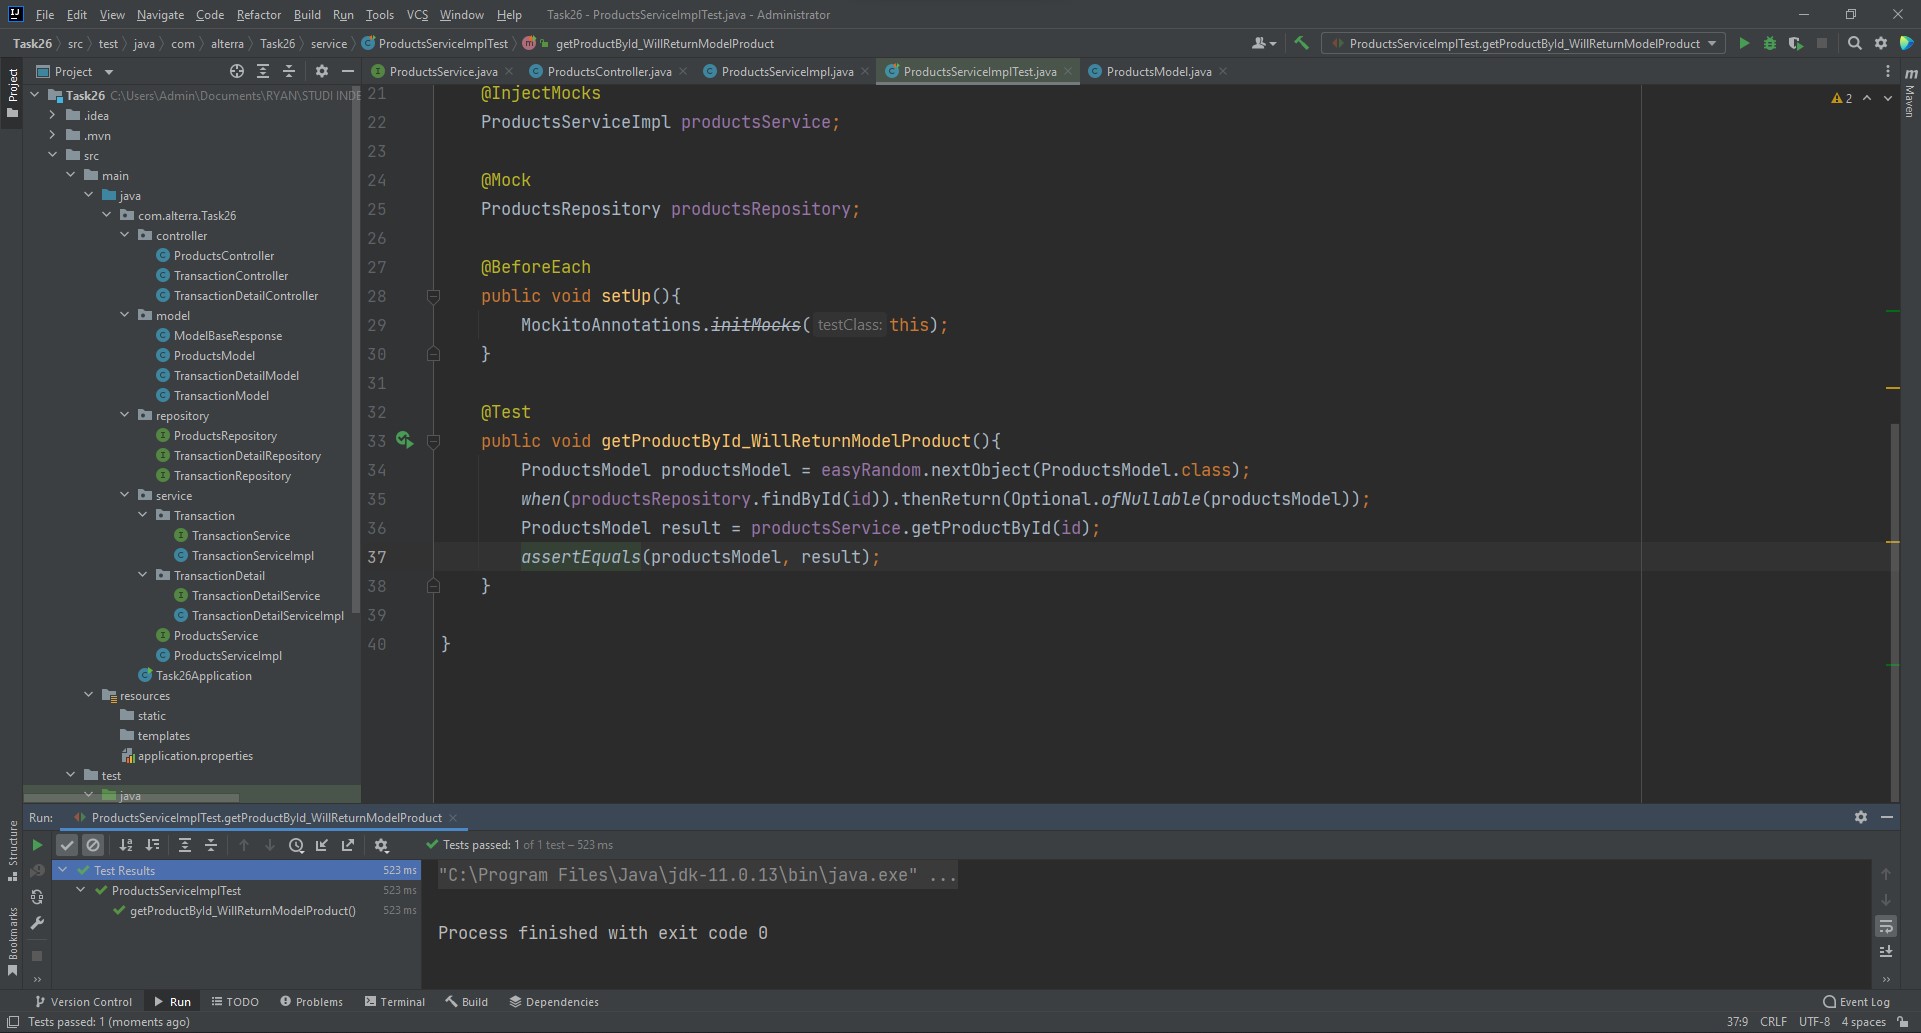 File Edit View Navigate Code Refactor Build Run Tools VCS Window Help Task26 - ProductsServiceImplTest.java - Administrator
Task26 src test java com alterra Task26 service ProductsServiceImplTest getProductById_WillReturnModelProduct ProductsServiceImplTest.getProductById_WillReturnModelProduct
Project ProductsService.java ProductsController.java ProductsServiceImpl.java ProductsServiceImplTest.java ProductsModel.java
Project
Maven
Structure
Bookmarks
Task26 C:\Users\Admin\Documents\RYAN\STUDI INDE
.idea
.mvn
src
main
java
com.alterra.Task26
controller
ProductsController
TransactionController
TransactionDetailController
model
ModelBaseResponse
ProductsModel
TransactionDetailModel
TransactionModel
repository
ProductsRepository
TransactionDetailRepository
TransactionRepository
service
Transaction
TransactionService
TransactionServiceImpl
TransactionDetail
TransactionDetailService
TransactionDetailServiceImpl
ProductsService
ProductsServiceImpl
Task26Application
resources
static
templates
application.properties
test
java
2
21 @InjectMocks
22 ProductsServiceImpl productsService;
23
24 @Mock
25 ProductsRepository productsRepository;
26
27 @BeforeEach
28 public void setUp(){
29 MockitoAnnotations.initMocks( testClass: this);
30 }
31
32 @Test
33 public void getProductById_WillReturnModelProduct(){
34 ProductsModel productsModel = easyRandom.nextObject(ProductsModel.class);
35 when(productsRepository.findById(id)).thenReturn(Optional.ofNullable(productsModel));
36 ProductsModel result = productsService.getProductById(id);
37 assertEquals(productsModel, result);
38 }
39
40 }
Run: ProductsServiceImplTest.getProductById_WillReturnModelProduct
Tests passed: 1 of 1 test – 523 ms
Test Results 523 ms
ProductsServiceImplTest 523 ms
getProductById_WillReturnModelProduct() 523 ms
"C:\Program Files\Java\jdk-11.0.13\bin\java.exe" ...
Process finished with exit code 0
Version Control Run TODO Problems Terminal Build Dependencies Event Log
Tests passed: 1 (moments ago) 37:9 CRLF UTF-8 4 spaces